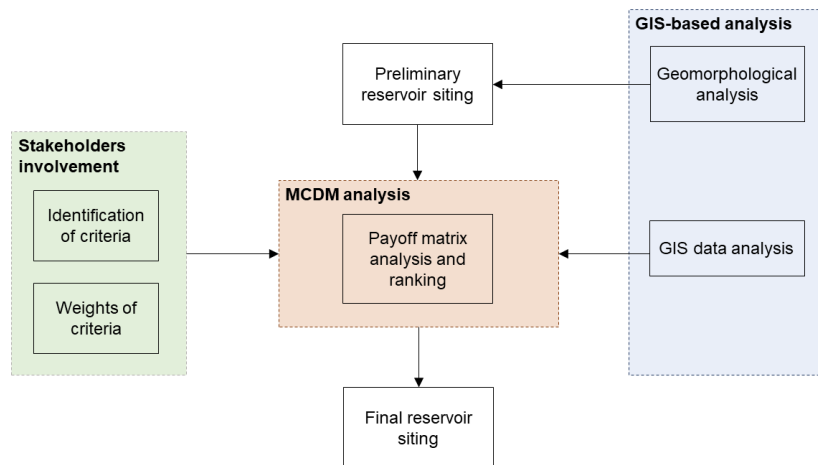 GIS-based analysis
Preliminary
reservoir siting
Geomorphological
analysis
Stakeholders
involvement
Identification
of criteria
Weights of
criteria
MCDM analysis
Payoff matrix
analysis and
ranking
GIS data analysis
Final reservoir
siting